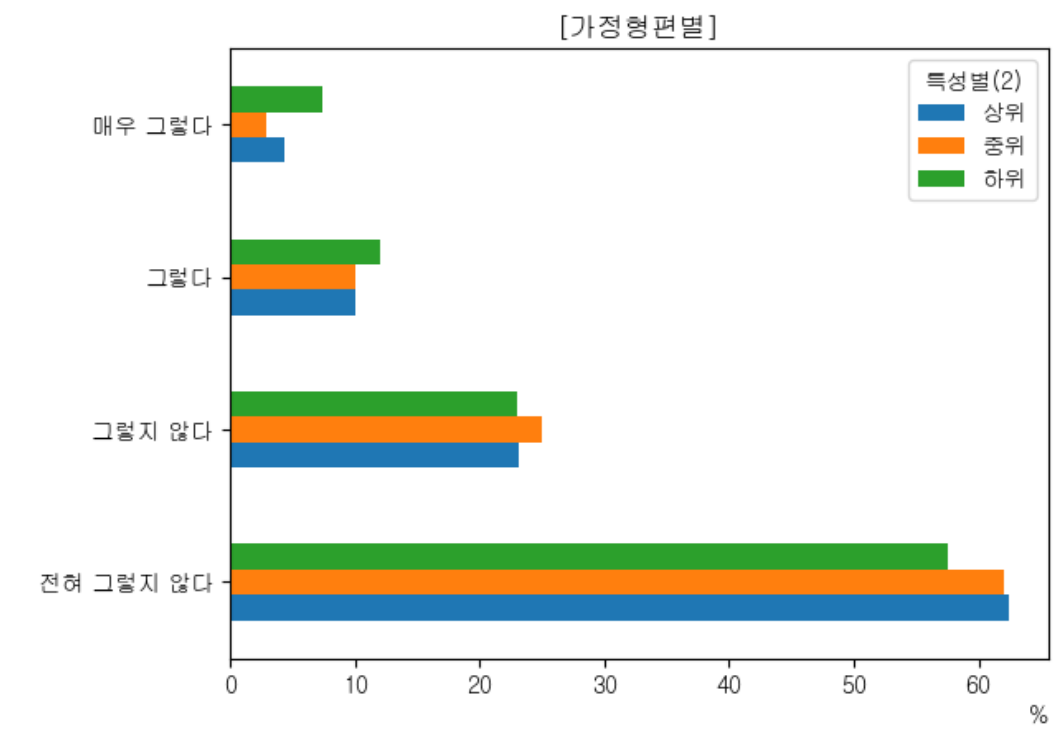 [가정형편별]
특성별(2)
상위
중위
하위
매우 그렇다
그렇다
그렇지 않다
전혀 그렇지 않다
0 10 20 30 40 50 60
%